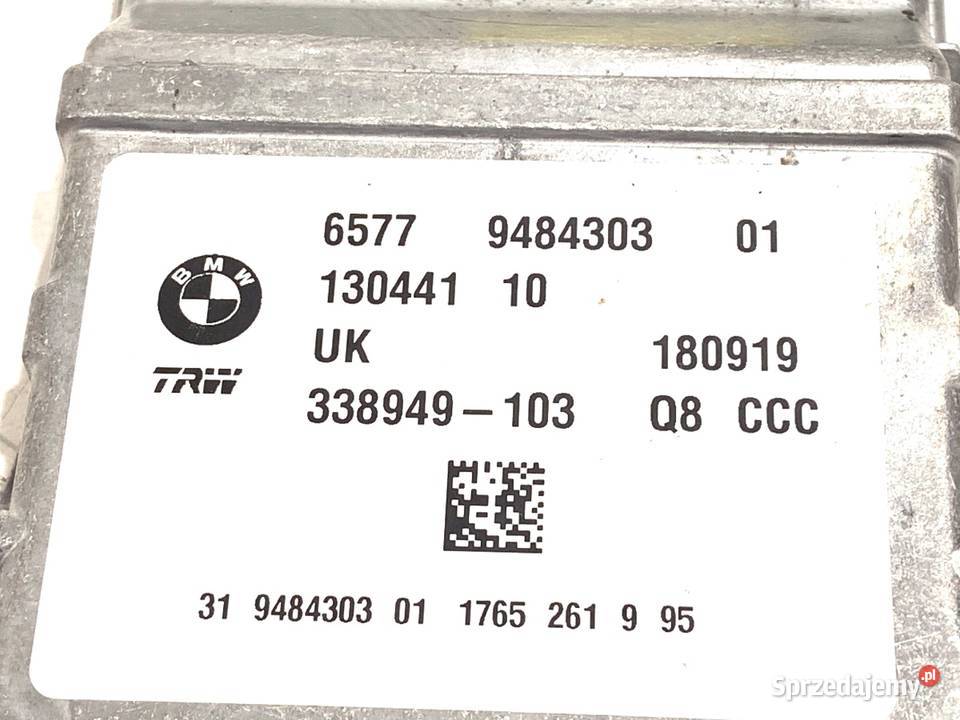 6577 9484303 01
BMW
130441 10
UK 180919
TRW
338949-103 Q8 CCC
31 9484303 01 1765 261 9 95
Sprzedajemy.pl